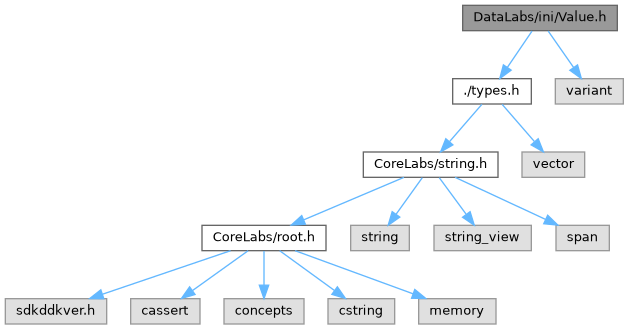 DataLabs/ini/Value.h
./types.h
variant
CoreLabs/string.h
vector
CoreLabs/root.h
string
string_view
span
sdkddkver.h
cassert
concepts
cstring
memory